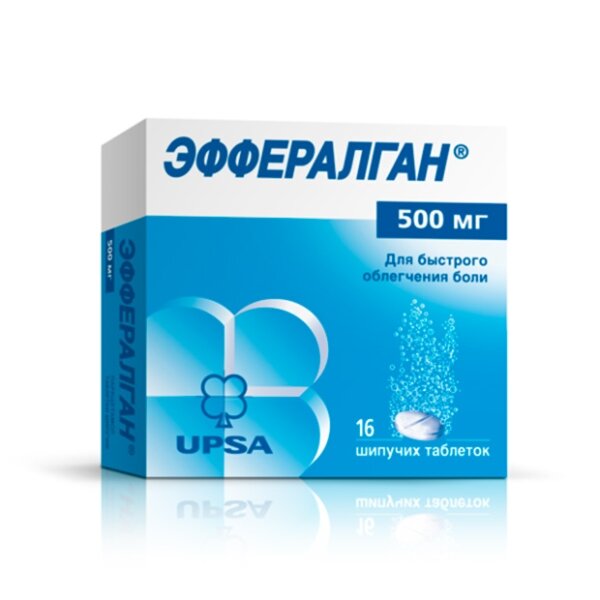 ЭФФЕРАЛГАН®
500 мг
Для быстрого
облегчения боли
16
шипучих таблеток
UPSA
ЭФФЕРАЛГАН®
500 мг